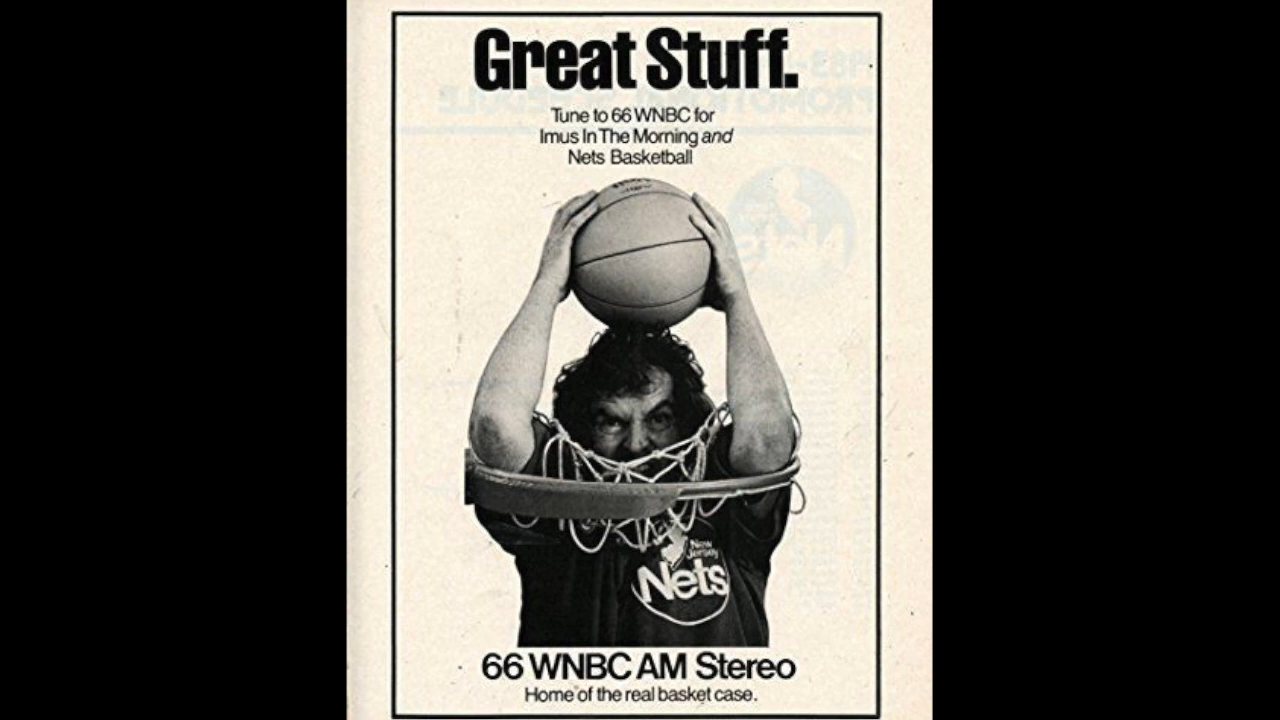 Great Stuff.
Tune to 66 WNBC for
Imus In The Morning and
Nets Basketball
New
Jersey
Nets
66 WNBC AM Stereo
Home of the real basket case.